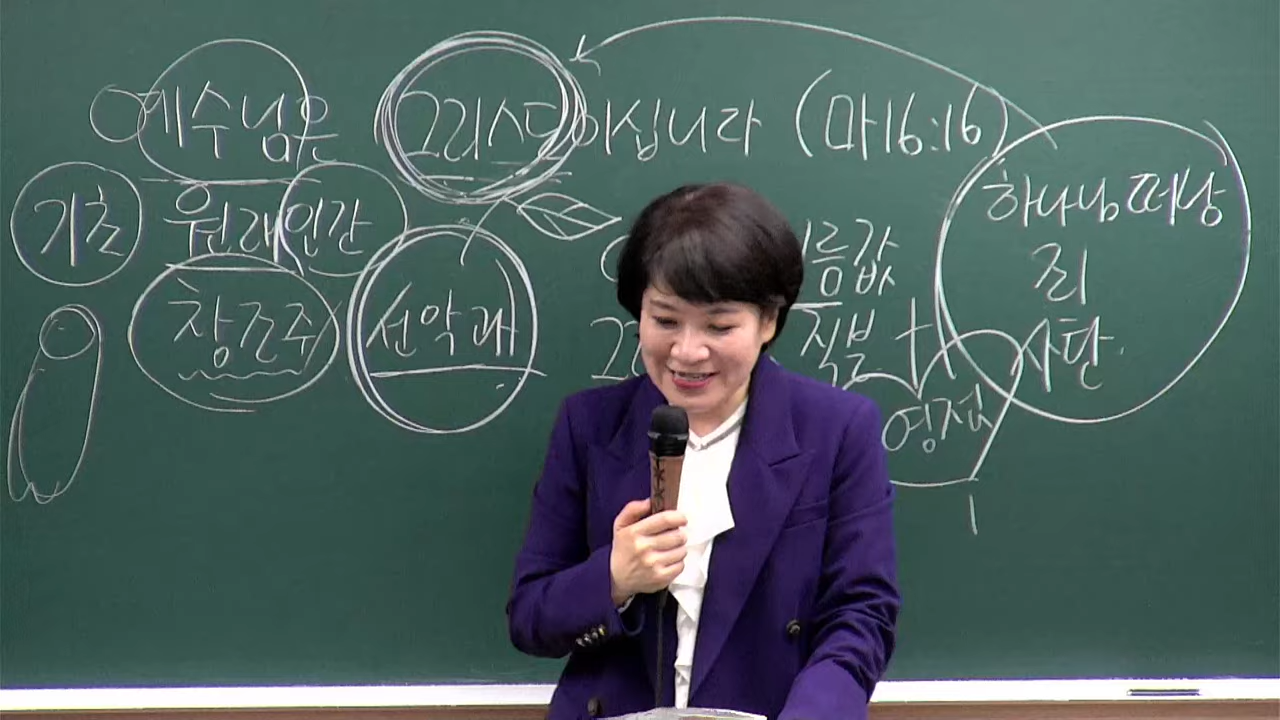 예수님은 그리스도이십니다 (마16:16)
기초 원래인간 이름값 하나님 떠남
죄
창조주 선악과 직분 사탄
영접